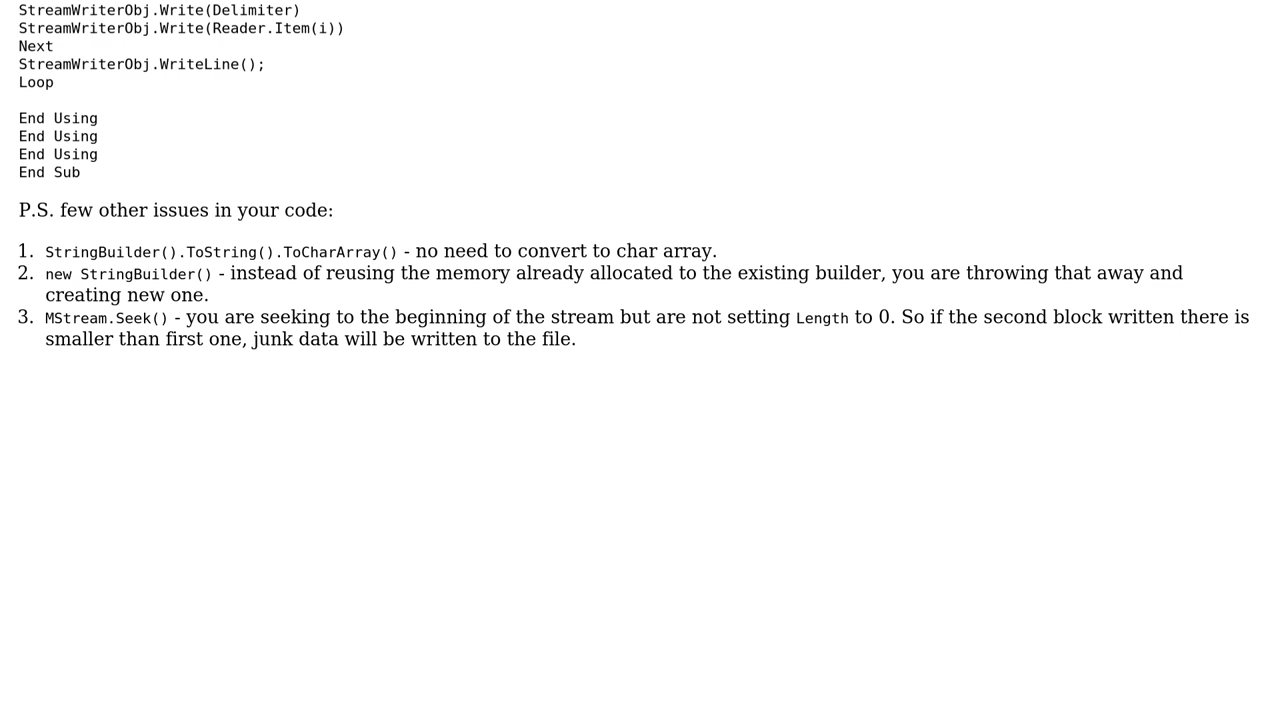 StreamWriterObj.Write(Delimiter)
StreamWriterObj.Write(Reader.Item(i))
Next
StreamWriterObj.WriteLine();
Loop

End Using
End Using
End Using
End Sub

P.S. few other issues in your code:

1. StringBuilder().ToString().ToCharArray() - no need to convert to char array.
2. new StringBuilder() - instead of reusing the memory already allocated to the existing builder, you are throwing that away and
creating new one.
3. MStream.Seek() - you are seeking to the beginning of the stream but are not setting Length to 0. So if the second block written there is
smaller than first one, junk data will be written to the file.